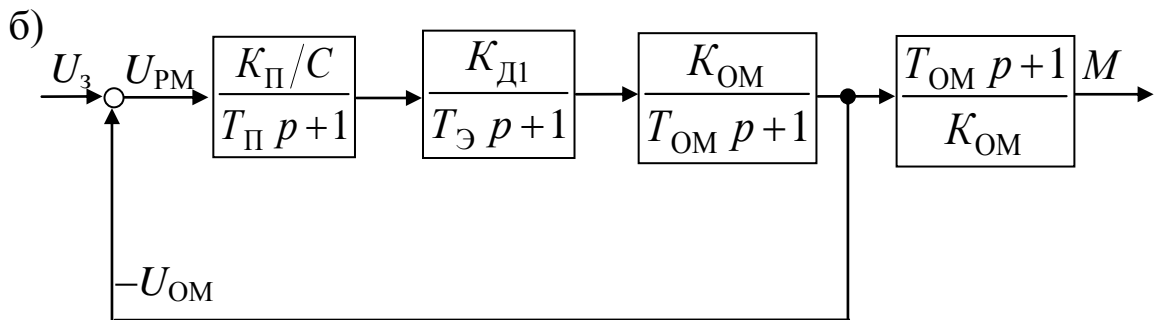 б)
U_з U_РМ
K_П/C
T_П p+1
K_Д1
T_Э p+1
K_ОМ
T_ОМ p+1
T_ОМ p+1
K_ОМ
M
−U_ОМ